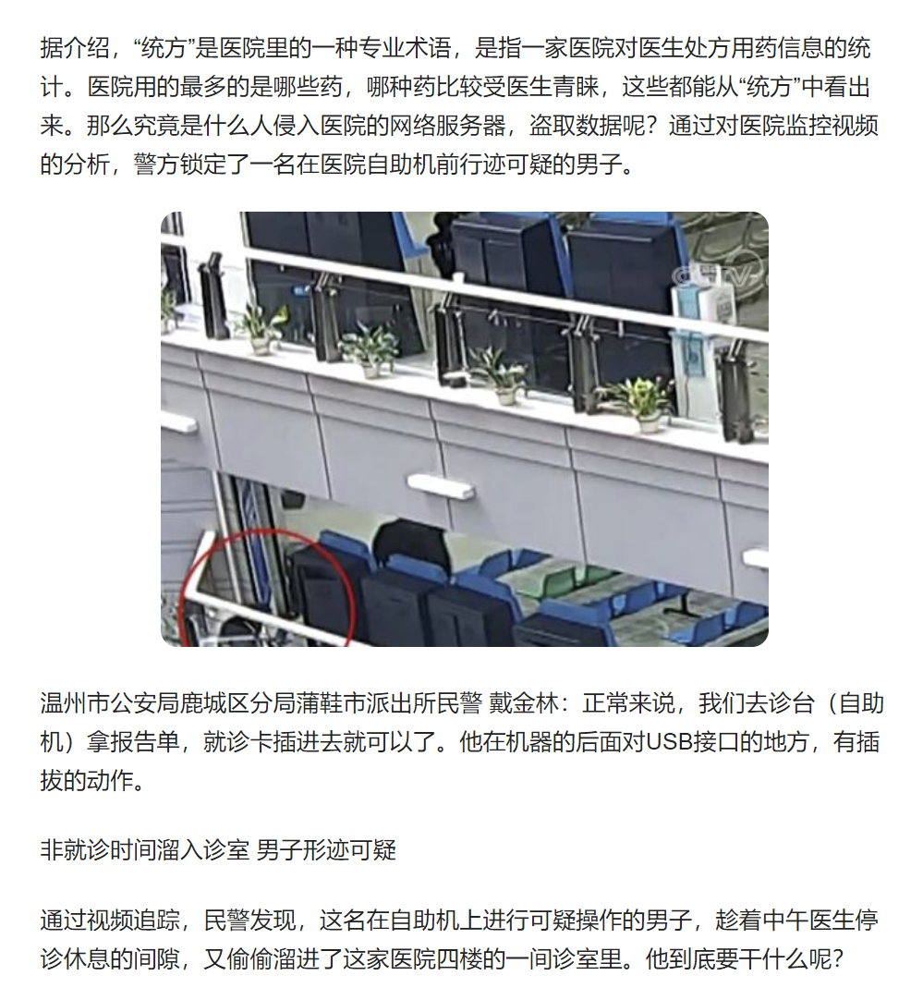 据介绍，“统方”是医院里的一种专业术语，是指一家医院对医生处方用药信息的统
计。医院用的最多的是哪些药，哪种药比较受医生青睐，这些都能从“统方”中看出
来。那么究竟是什么人侵入医院的网络服务器，盗取数据呢？通过对医院监控视频
的分析，警方锁定了一名在医院自助机前行迹可疑的男子。
CCTV
温州市公安局鹿城区分局蒲鞋市派出所民警 戴金林：正常来说，我们去诊台（自助
机）拿报告单，就诊卡插进去就可以了。他在机器的后面对USB接口的地方，有插
拔的动作。
非就诊时间溜入诊室 男子形迹可疑
通过视频追踪，民警发现，这名在自助机上进行可疑操作的男子，趁着中午医生停
诊休息的间隙，又偷偷溜进了这家医院四楼的一间诊室里。他到底要干什么呢？